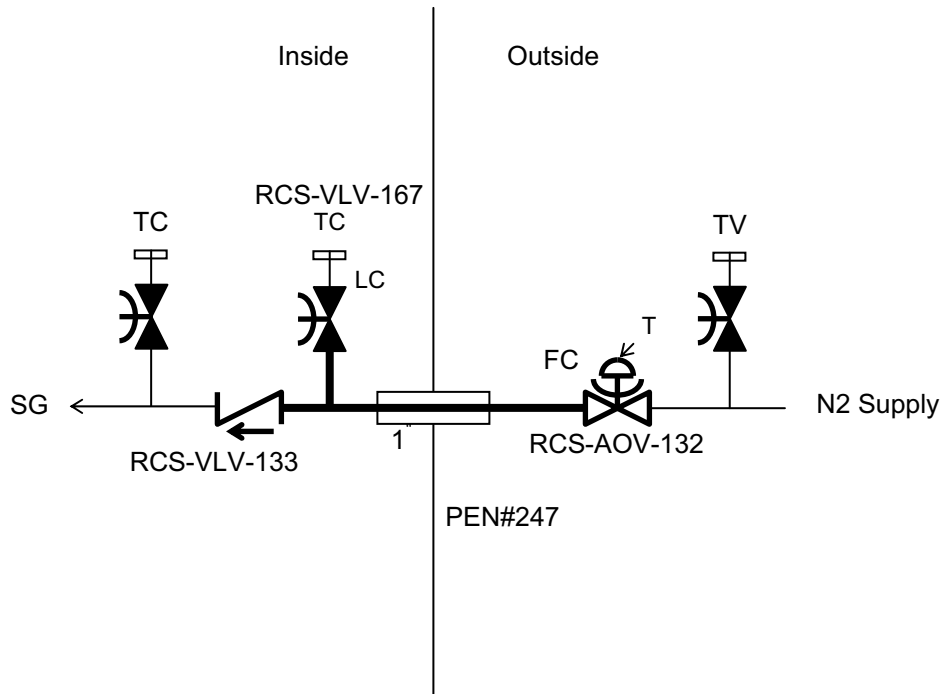 Inside
Outside
RCS-VLV-167
TC
TC
TV
LC
T
FC
SG
N2 Supply
1"
RCS-VLV-133
RCS-AOV-132
PEN#247